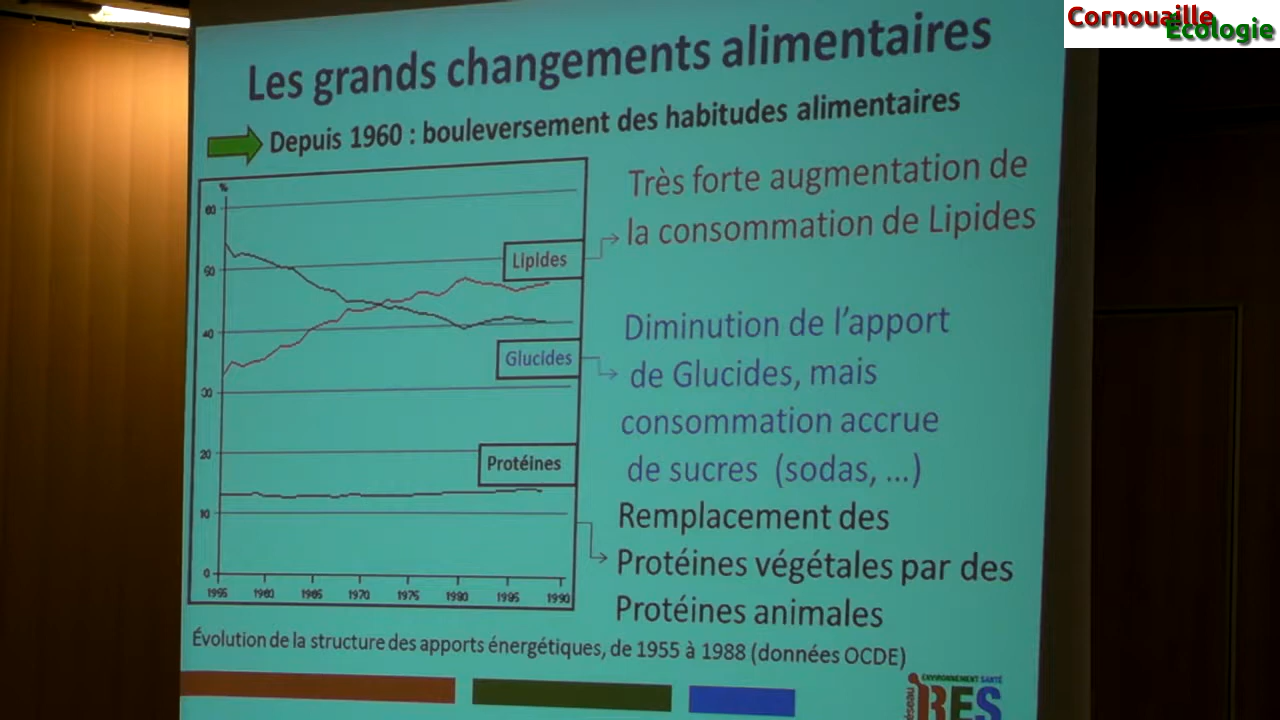 Cornouaille
Écologie
Les grands changements alimentaires
Depuis 1960 : bouleversement des habitudes alimentaires
%
60
50
40
30
20
10
0
1955 1960 1965 1970 1975 1980 1985 1990
Lipides
Glucides
Protéines
Très forte augmentation de
la consommation de Lipides
Diminution de l'apport
de Glucides, mais
consommation accrue
de sucres (sodas, ...)
Remplacement des
Protéines végétales par des
Protéines animales
Évolution de la structure des apports énergétiques, de 1955 à 1988 (données OCDE)
ENVIRONNEMENT SANTÉ
réseau
RES